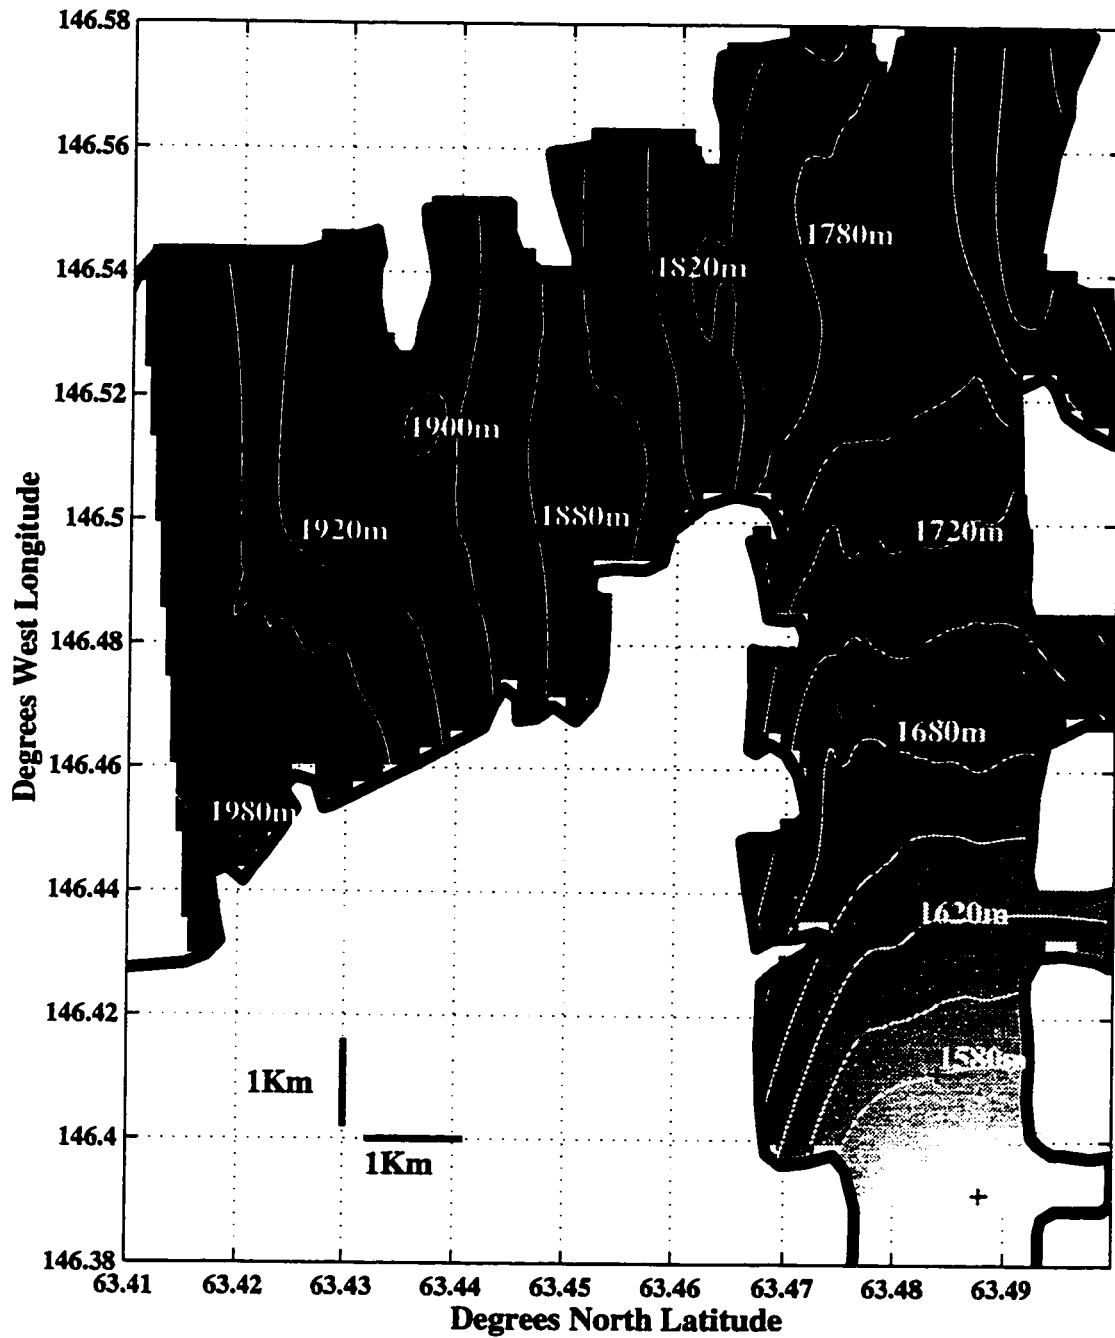 146.58
146.56
146.54
146.52
146.5
146.48
146.46
146.44
146.42
146.4
146.38
Degrees West Longitude
1780m
1820m
1900m
1920m
1880m
1720m
1680m
1980m
1620m
1580m
1Km
1Km
+
63.41 63.42 63.43 63.44 63.45 63.46 63.47 63.48 63.49
Degrees North Latitude